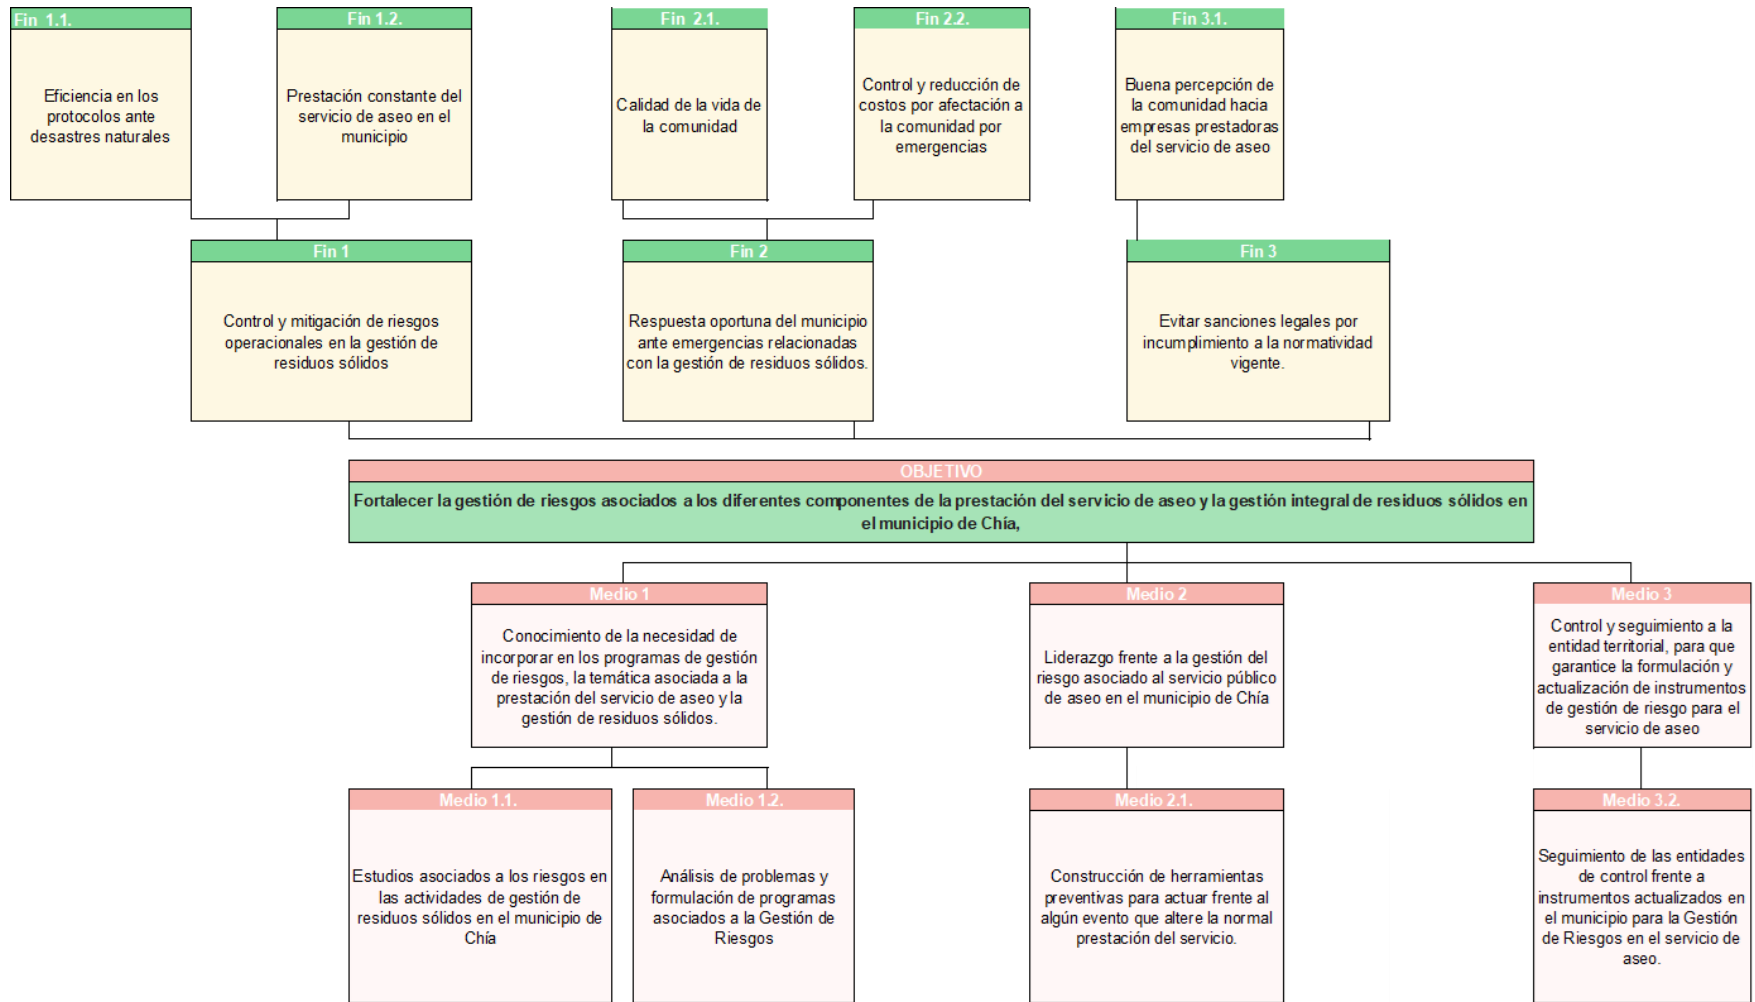 Fin 1.1.
Eficiencia en los
protocolos ante
desastres naturales
Fin 1.2.
Prestación constante del
servicio de aseo en el
municipio
Fin 2.1.
Calidad de la vida de
la comunidad
Fin 2.2.
Control y reducción de
costos por afectación a
la comunidad por
emergencias
Fin 3.1.
Buena percepción de
la comunidad hacia
empresas prestadoras
del servicio de aseo
Fin 1
Control y mitigación de riesgos
operacionales en la gestión de
residuos sólidos
Fin 2
Respuesta oportuna del municipio
ante emergencias relacionadas
con la gestión de residuos sólidos.
Fin 3
Evitar sanciones legales por
incumplimiento a la normatividad
vigente.
OBJETIVO
Fortalecer la gestión de riesgos asociados a los diferentes componentes de la prestación del servicio de aseo y la gestión integral de residuos sólidos en
el municipio de Chía,
Medio 1
Conocimiento de la necesidad de
incorporar en los programas de gestión
de riesgos, la temática asociada a la
prestación del servicio de aseo y la
gestión de residuos sólidos.
Medio 2
Liderazgo frente a la gestión del
riesgo asociado al servicio público
de aseo en el municipio de Chía
Medio 3
Control y seguimiento a la
entidad territorial, para que
garantice la formulación y
actualización de instrumentos
de gestión de riesgo para el
servicio de aseo
Medio 1.1.
Estudios asociados a los riesgos en
las actividades de gestión de
residuos sólidos en el municipio de
Chía
Medio 1.2.
Análisis de problemas y
formulación de programas
asociados a la Gestión de
Riesgos
Medio 2.1.
Construcción de herramientas
preventivas para actuar frente al
algún evento que altere la normal
prestación del servicio.
Medio 3.2.
Seguimiento de las entidades
de control frente a
instrumentos actualizados en
el municipio para la Gestión
de Riesgos en el servicio de
aseo.